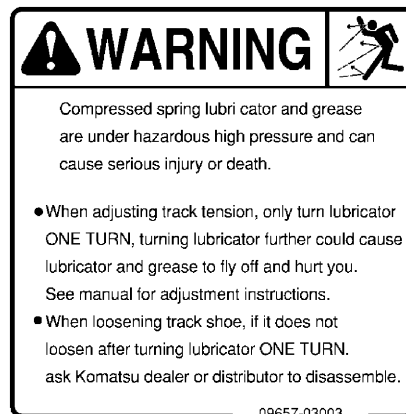 WARNING
Compressed spring lubri cator and grease
are under hazardous high pressure and can
cause serious injury or death.
●When adjusting track tension, only turn lubricator
ONE TURN, turning lubricator further could cause
lubricator and grease to fly off and hurt you.
See manual for adjustment instructions.
●When loosening track shoe, if it does not
loosen after turning lubricator ONE TURN.
ask Komatsu dealer or distributor to disassemble.
09657-03003